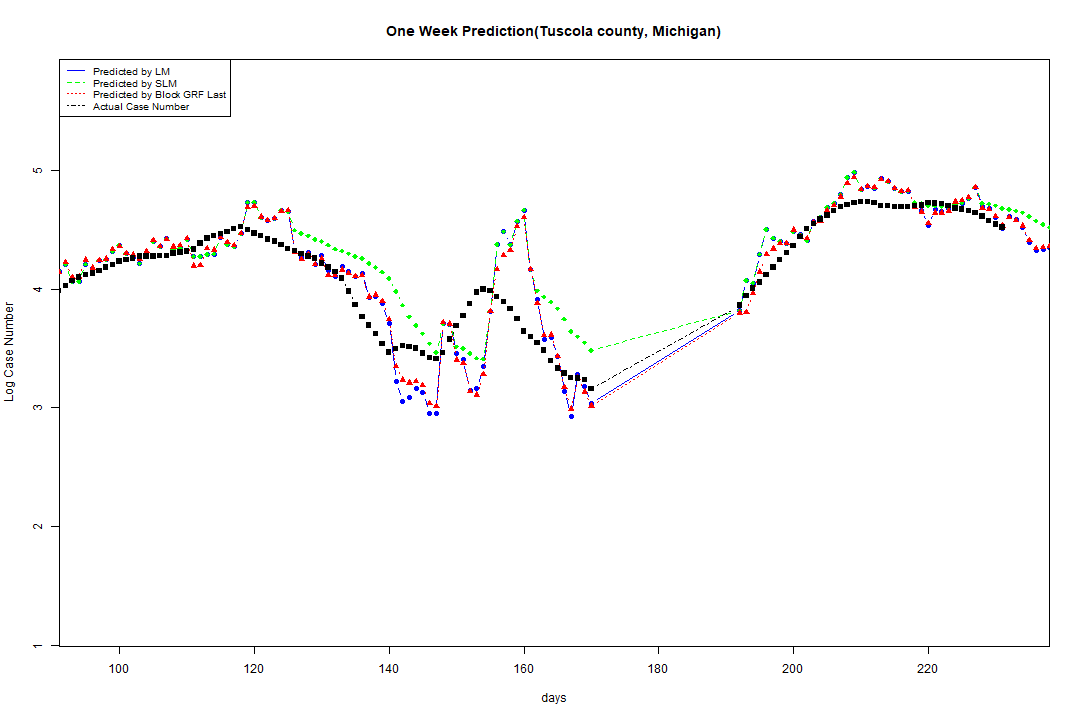 One Week Prediction(Tuscola county, Michigan)
Predicted by LM
Predicted by SLM
Predicted by Block GRF Last
Actual Case Number
5
4
3
2
1
Log Case Number
100 120 140 160 180 200 220
days